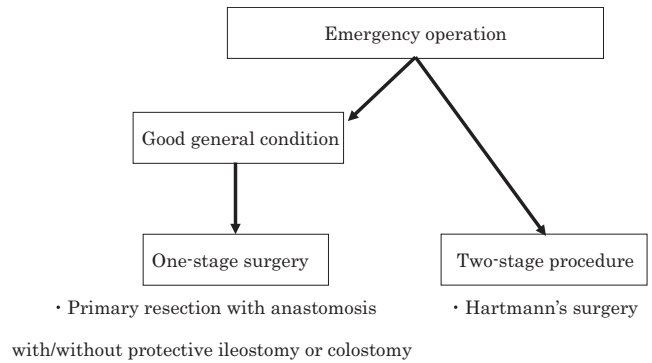 Emergency operation
Good general condition
One-stage surgery
Two-stage procedure
・Primary resection with anastomosis
with/without protective ileostomy or colostomy
・Hartmann's surgery